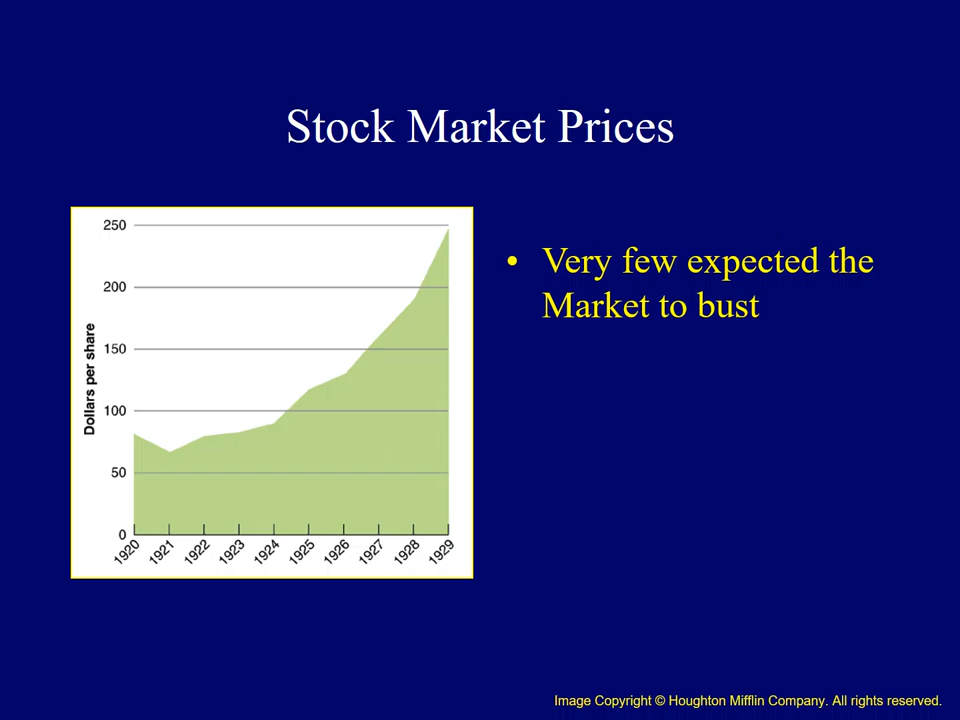 Stock Market Prices
250
200
150
100
50
0
Dollars per share
1920 1921 1922 1923 1924 1925 1926 1927 1928 1929
• Very few expected the
Market to bust
Image Copyright © Houghton Mifflin Company. All rights reserved.